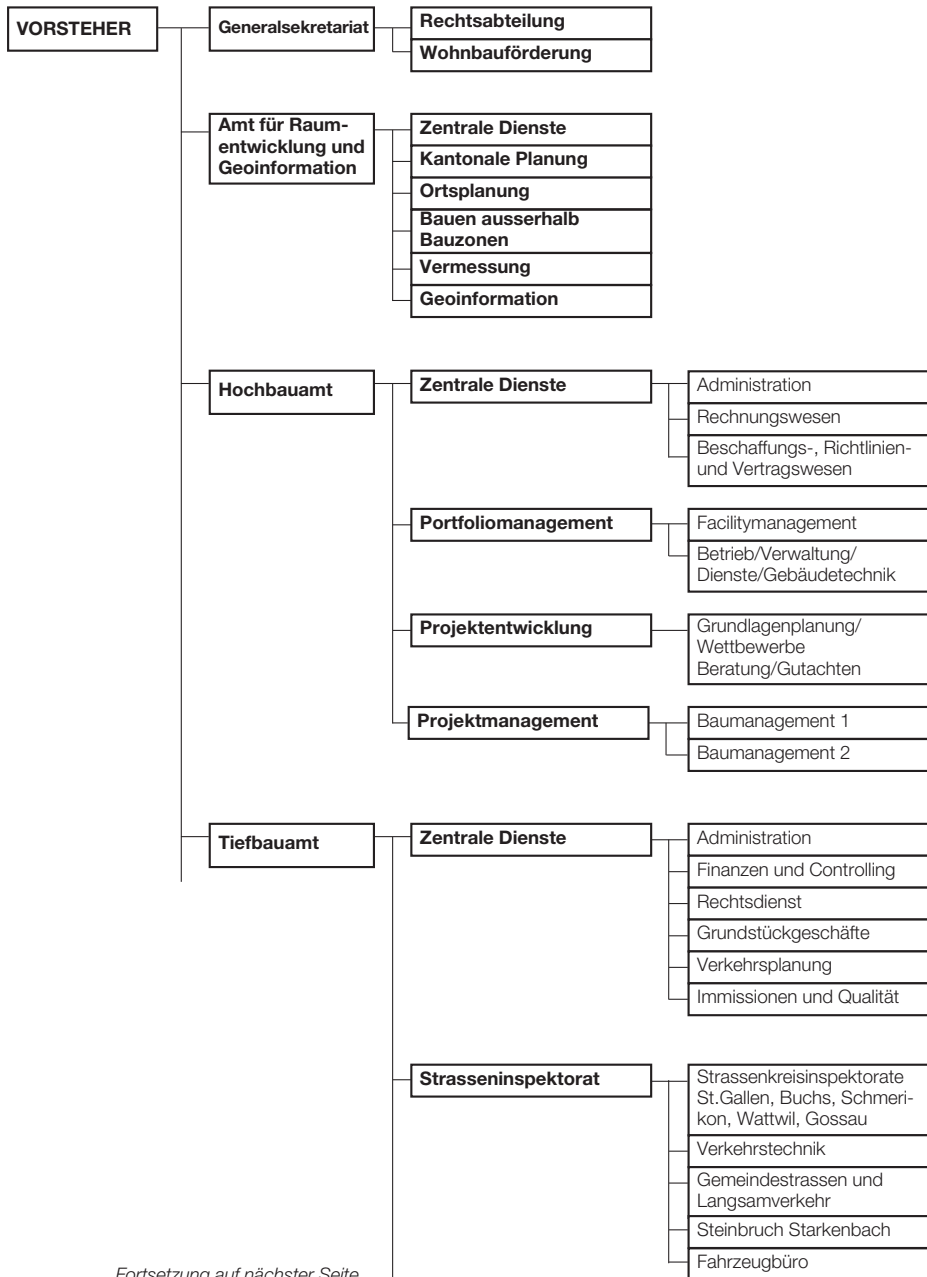 VORSTEHER
Generalsekretariat
Rechtsabteilung
Wohnbauförderung
Amt für Raum-
entwicklung und
Geoinformation
Zentrale Dienste
Kantonale Planung
Ortsplanung
Bauen ausserhalb
Bauzonen
Vermessung
Geoinformation
Hochbauamt
Zentrale Dienste
Administration
Rechnungswesen
Beschaffungs-, Richtlinien-
und Vertragswesen
Portfoliomanagement
Facilitymanagement
Betrieb/Verwaltung/
Dienste/Gebäudetechnik
Projektentwicklung
Grundlagenplanung/
Wettbewerbe
Beratung/Gutachten
Projektmanagement
Baumanagement 1
Baumanagement 2
Tiefbauamt
Zentrale Dienste
Administration
Finanzen und Controlling
Rechtsdienst
Grundstückgeschäfte
Verkehrsplanung
Immissionen und Qualität
Strasseninspektorat
Strassenkreisinspektorate
St.Gallen, Buchs, Schmeri-
kon, Wattwil, Gossau
Verkehrstechnik
Gemeindestrassen und
Langsamverkehr
Steinbruch Starkenbach
Fahrzeugbüro
Fortsetzung auf nächster Seite